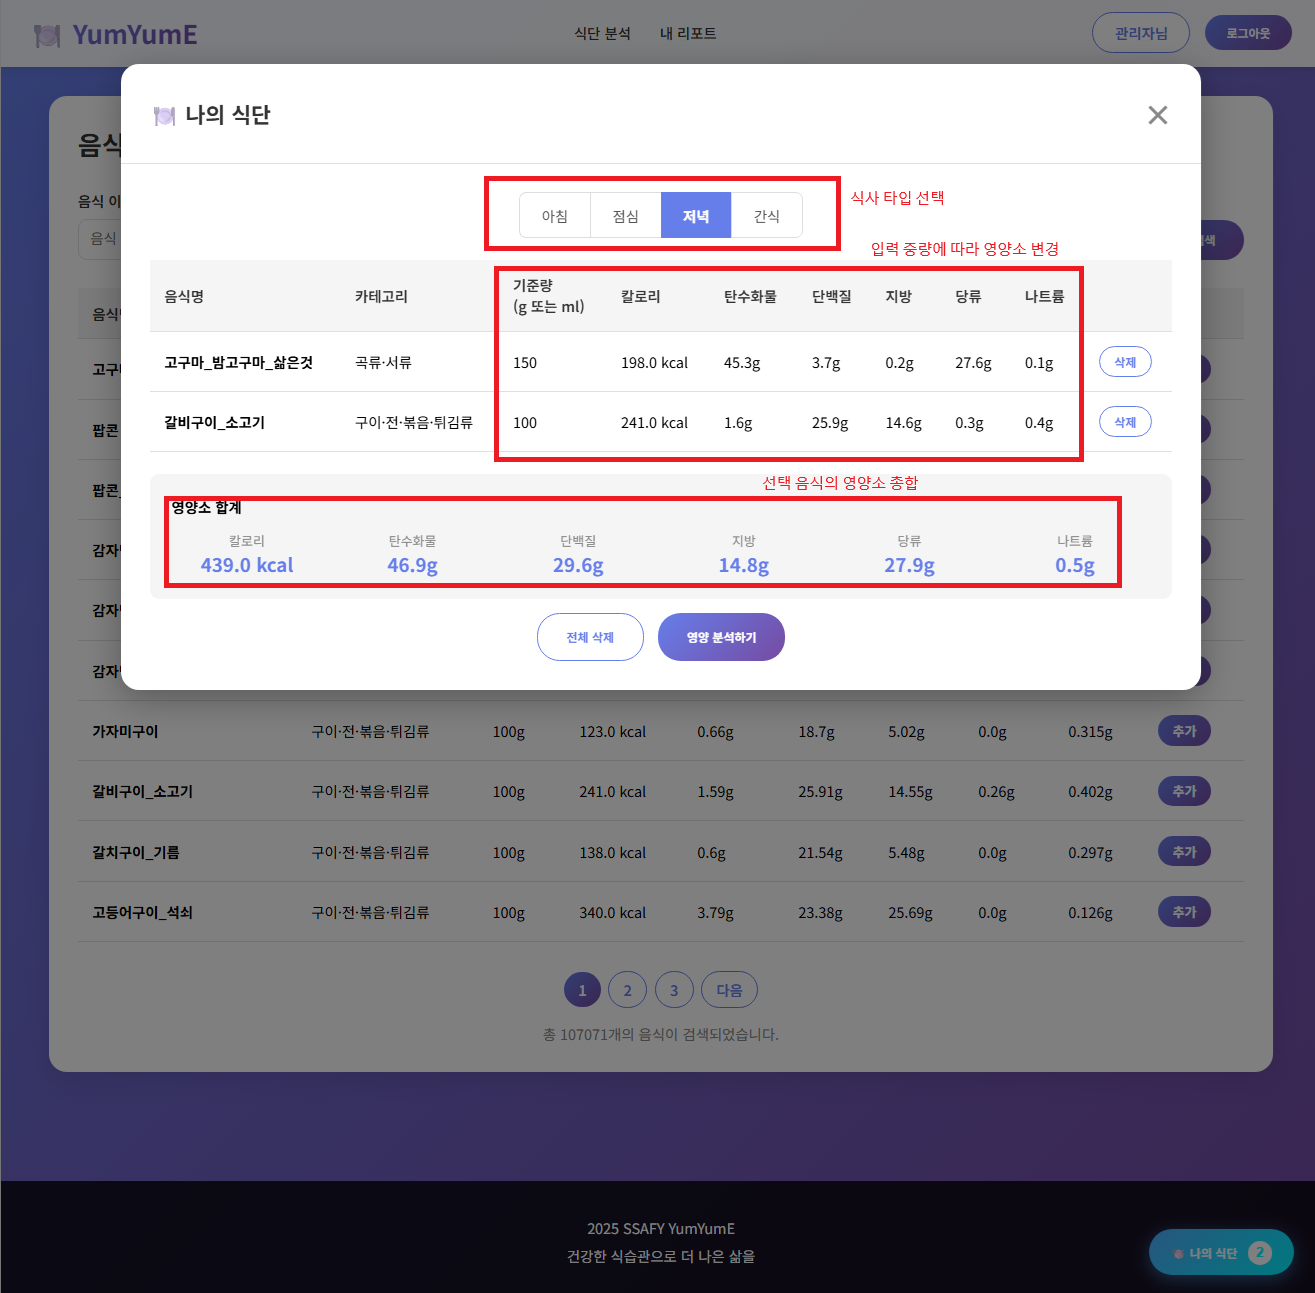 YumYumE
식단 분석
내 리포트
관리자님
로그아웃
나의 식단
음식
음식 이
음식
색
식사 타입 선택
아침
점심
저녁
간식
입력 중량에 따라 영양소 변경
음식명 카테고리 기준량 (g 또는 ml) 칼로리 탄수화물 단백질 지방 당류 나트륨
고구마_밤고구마_삶은것 곡류·서류 150 198.0 kcal 45.3g 3.7g 0.2g 27.6g 0.1g 삭제
갈비구이_소고기 구이·전·볶음·튀김류 100 241.0 kcal 1.6g 25.9g 14.6g 0.3g 0.4g 삭제
선택 음식의 영양소 종합
영양소 합계
칼로리 탄수화물 단백질 지방 당류 나트륨
439.0 kcal 46.9g 29.6g 14.8g 27.9g 0.5g
전체 삭제
영양 분석하기
고구
팝콘
팝콘_
감자
감자
감자
가자미구이 구이·전·볶음·튀김류 100g 123.0 kcal 0.66g 18.7g 5.02g 0.0g 0.315g 추가
갈비구이_소고기 구이·전·볶음·튀김류 100g 241.0 kcal 1.59g 25.91g 14.55g 0.26g 0.402g 추가
갈치구이_기름 구이·전·볶음·튀김류 100g 138.0 kcal 0.6g 21.54g 5.48g 0.0g 0.297g 추가
고등어구이_석쇠 구이·전·볶음·튀김류 100g 340.0 kcal 3.79g 23.38g 25.69g 0.0g 0.126g 추가
1 2 3 다음
총 107071개의 음식이 검색되었습니다.
2025 SSAFY YumYumE
건강한 식습관으로 더 나은 삶을
나의 식단 2